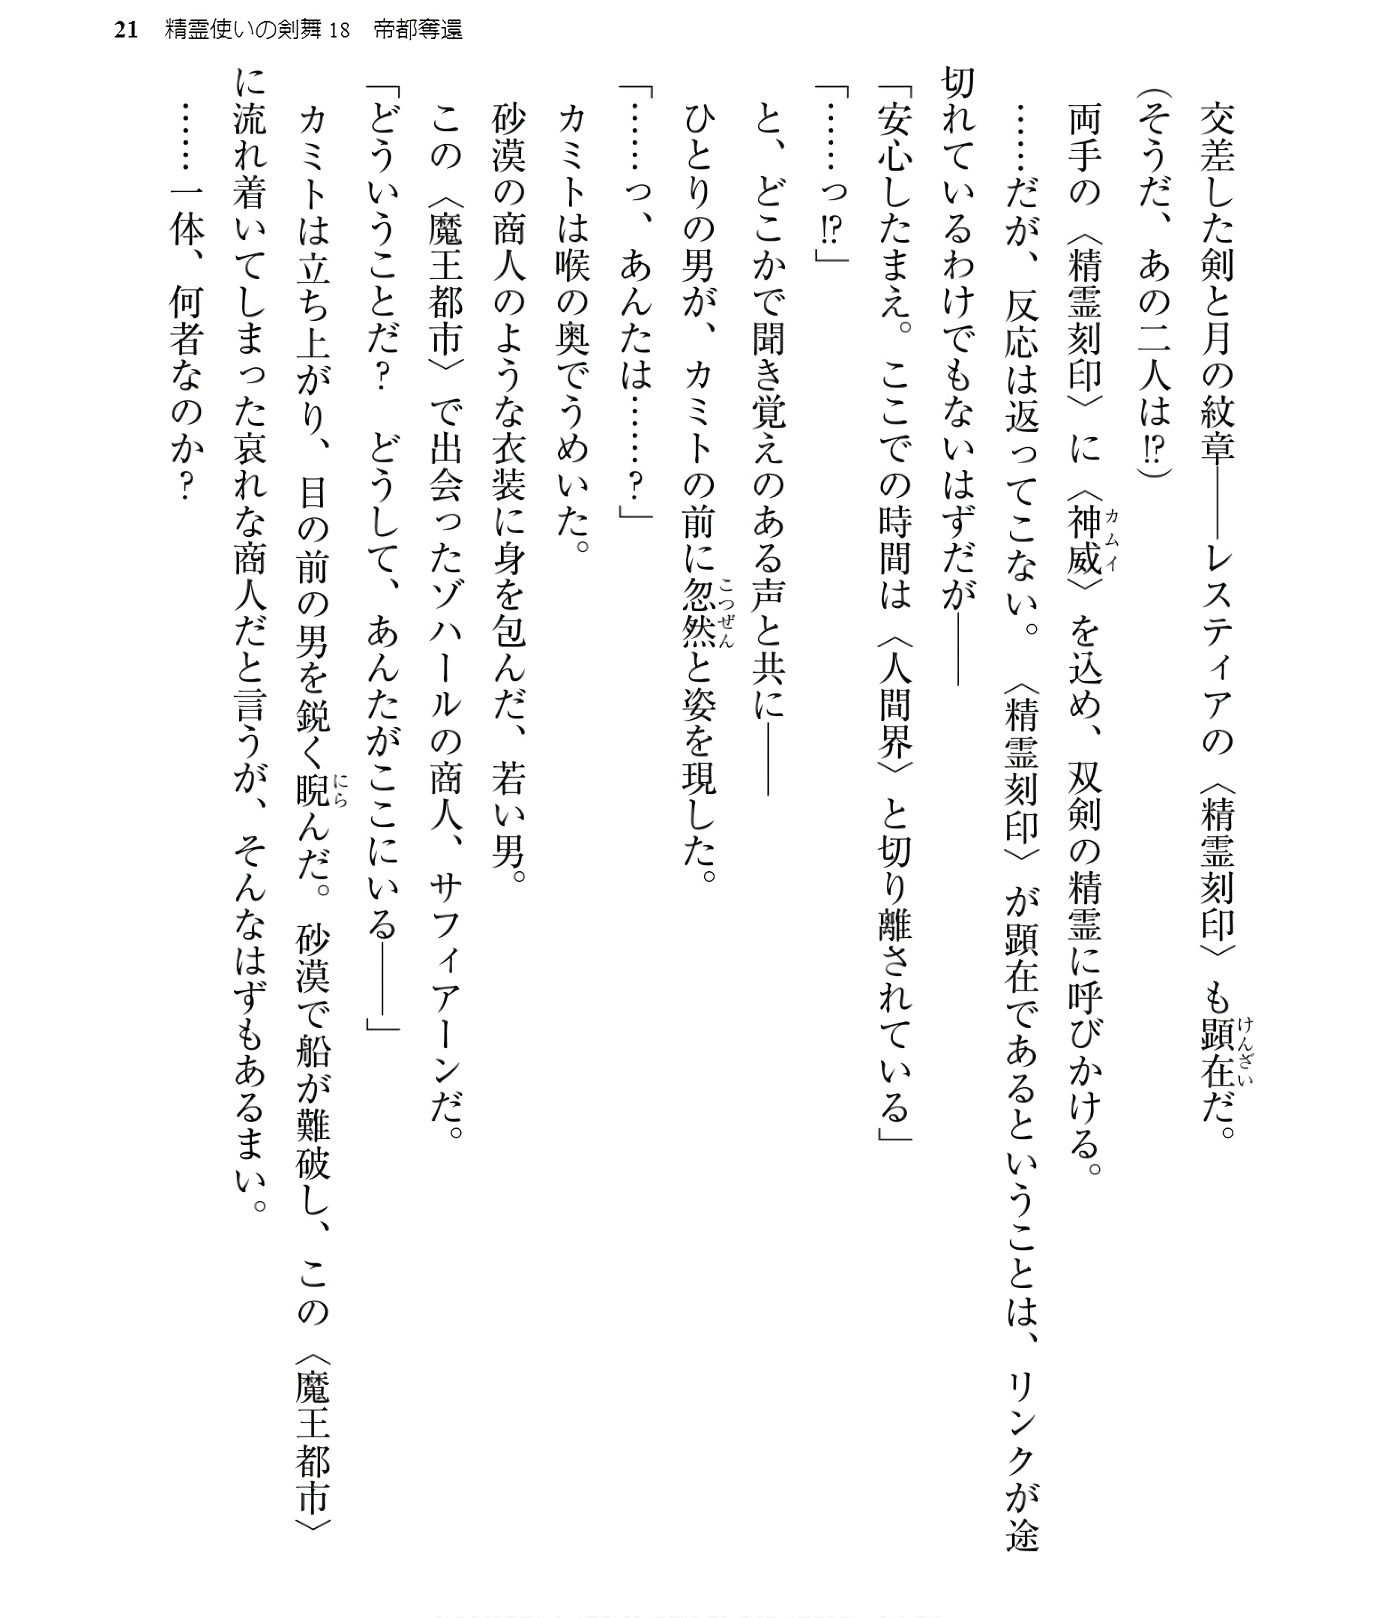 21　精霊使いの剣舞18　帝都奪還
　交差した剣と月の紋章――レスティアの〈精霊刻印〉も顕在だ。
けんざい
（そうだ、あの二人は!?）
　両手の〈精霊刻印〉に〈神威〉を込め、双剣の精霊に呼びかける。
カムイ
　……だが、反応は返ってこない。〈精霊刻印〉が顕在であるということは、リンクが途
切れているわけでもないはずだが――
「安心したまえ。ここでの時間は〈人間界〉と切り離されている」
「……っ!?」
　と、どこかで聞き覚えのある声と共に――
　ひとりの男が、カミトの前に忽然と姿を現した。
こつぜん
「……っ、あんたは……？」
　カミトは喉の奥でうめいた。
　砂漠の商人のような衣装に身を包んだ、若い男。
　この〈魔王都市〉で出会ったゾハールの商人、サフィアーンだ。
「どういうことだ？　どうして、あんたがここにいる――」
　カミトは立ち上がり、目の前の男を鋭く睨んだ。砂漠で船が難破し、この〈魔王都市〉
にら
に流れ着いてしまった哀れな商人だと言うが、そんなはずもあるまい。
　……一体、何者なのか？